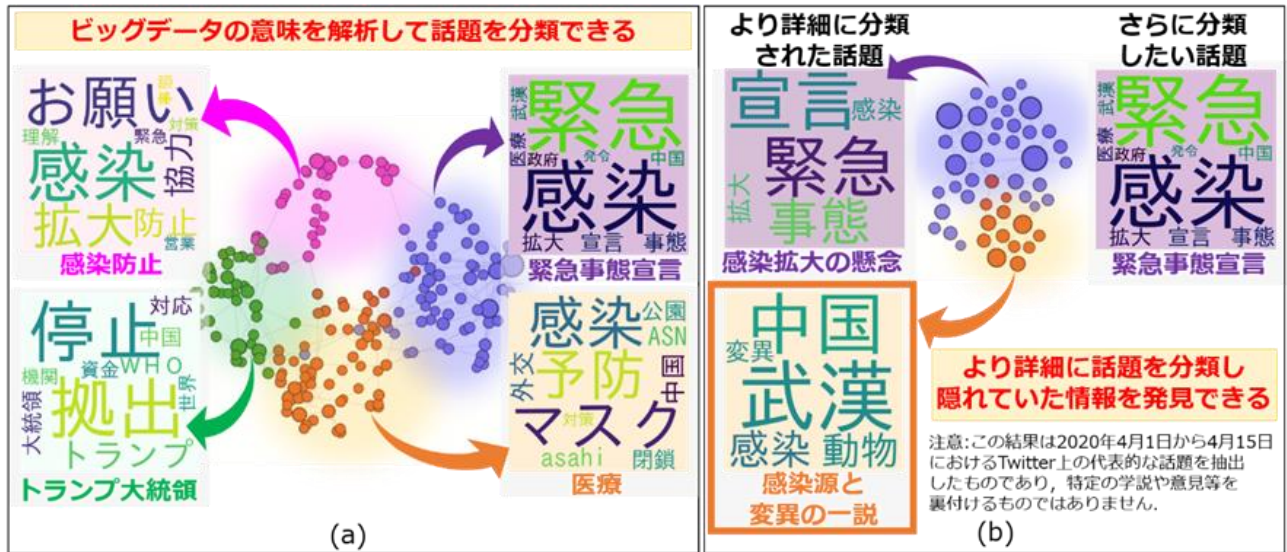 ビッグデータの意味を解析して話題を分類できる
お願い
理解
緊急
対策
感染
協力
拡大
防止
営業
感染防止
武漢
緊急
医療
政府
発令
中国
感染
拡大
宣言
事態
緊急事態宣言
停止
対応
中国
機関
資金
WHO
大統領
拠出
世界
トランプ
トランプ大統領
感染
公園
ASN
外交
予防
中国
対策
マスク
asahi
閉鎖
医療
(a)
より詳細に分類
された話題
さらに分類
したい話題
宣言
感染
緊急
拡大
事態
感染拡大の懸念
武漢
緊急
医療
政府
発令
中国
感染
拡大
宣言
事態
緊急事態宣言
中国
変異
武漢
感染
動物
感染源と
変異の一説
より詳細に話題を分類し
隠れていた情報を発見できる
注意:この結果は2020年4月1日から4月15日
におけるTwitter上の代表的な話題を抽出
したものであり，特定の学説や意見等を
裏付けるものではありません.
(b)